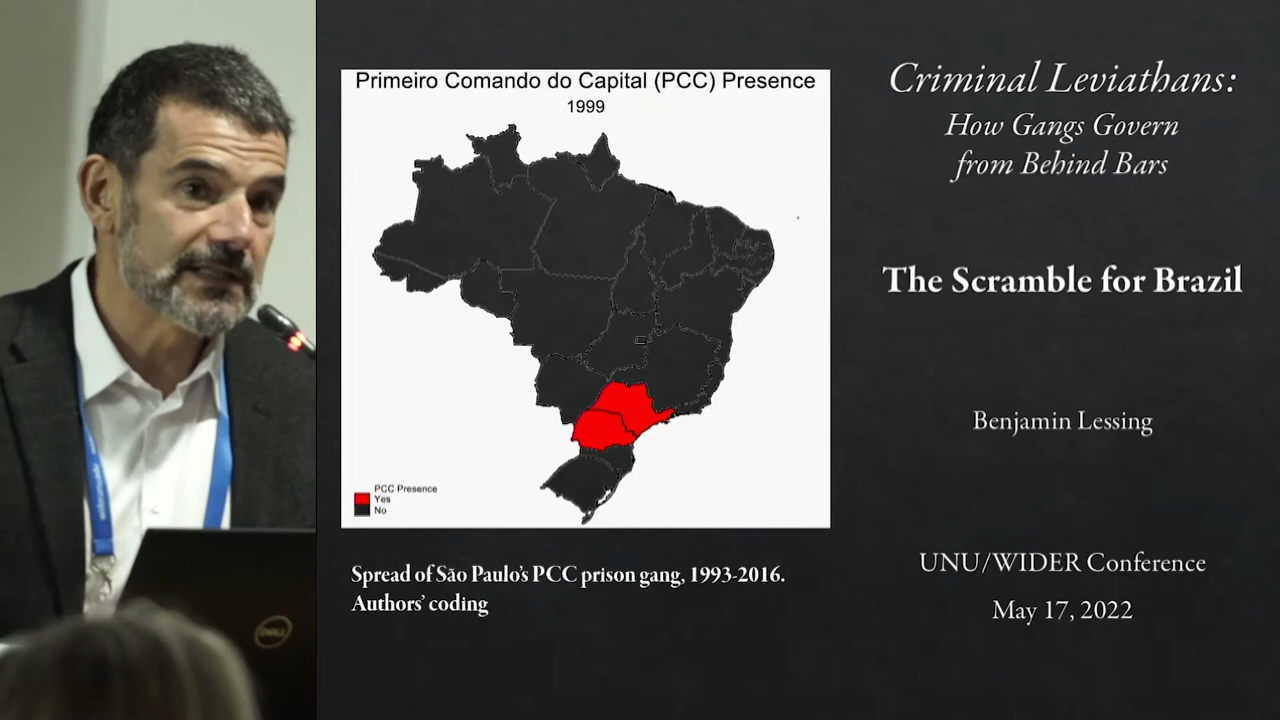 Primeiro Comando do Capital (PCC) Presence
1999
PCC Presence
Yes
No
Spread of São Paulo's PCC prison gang, 1993-2016.
Authors' coding
Criminal Leviathans:
How Gangs Govern
from Behind Bars
The Scramble for Brazil
Benjamin Lessing
UNU/WIDER Conference
May 17, 2022
DELL